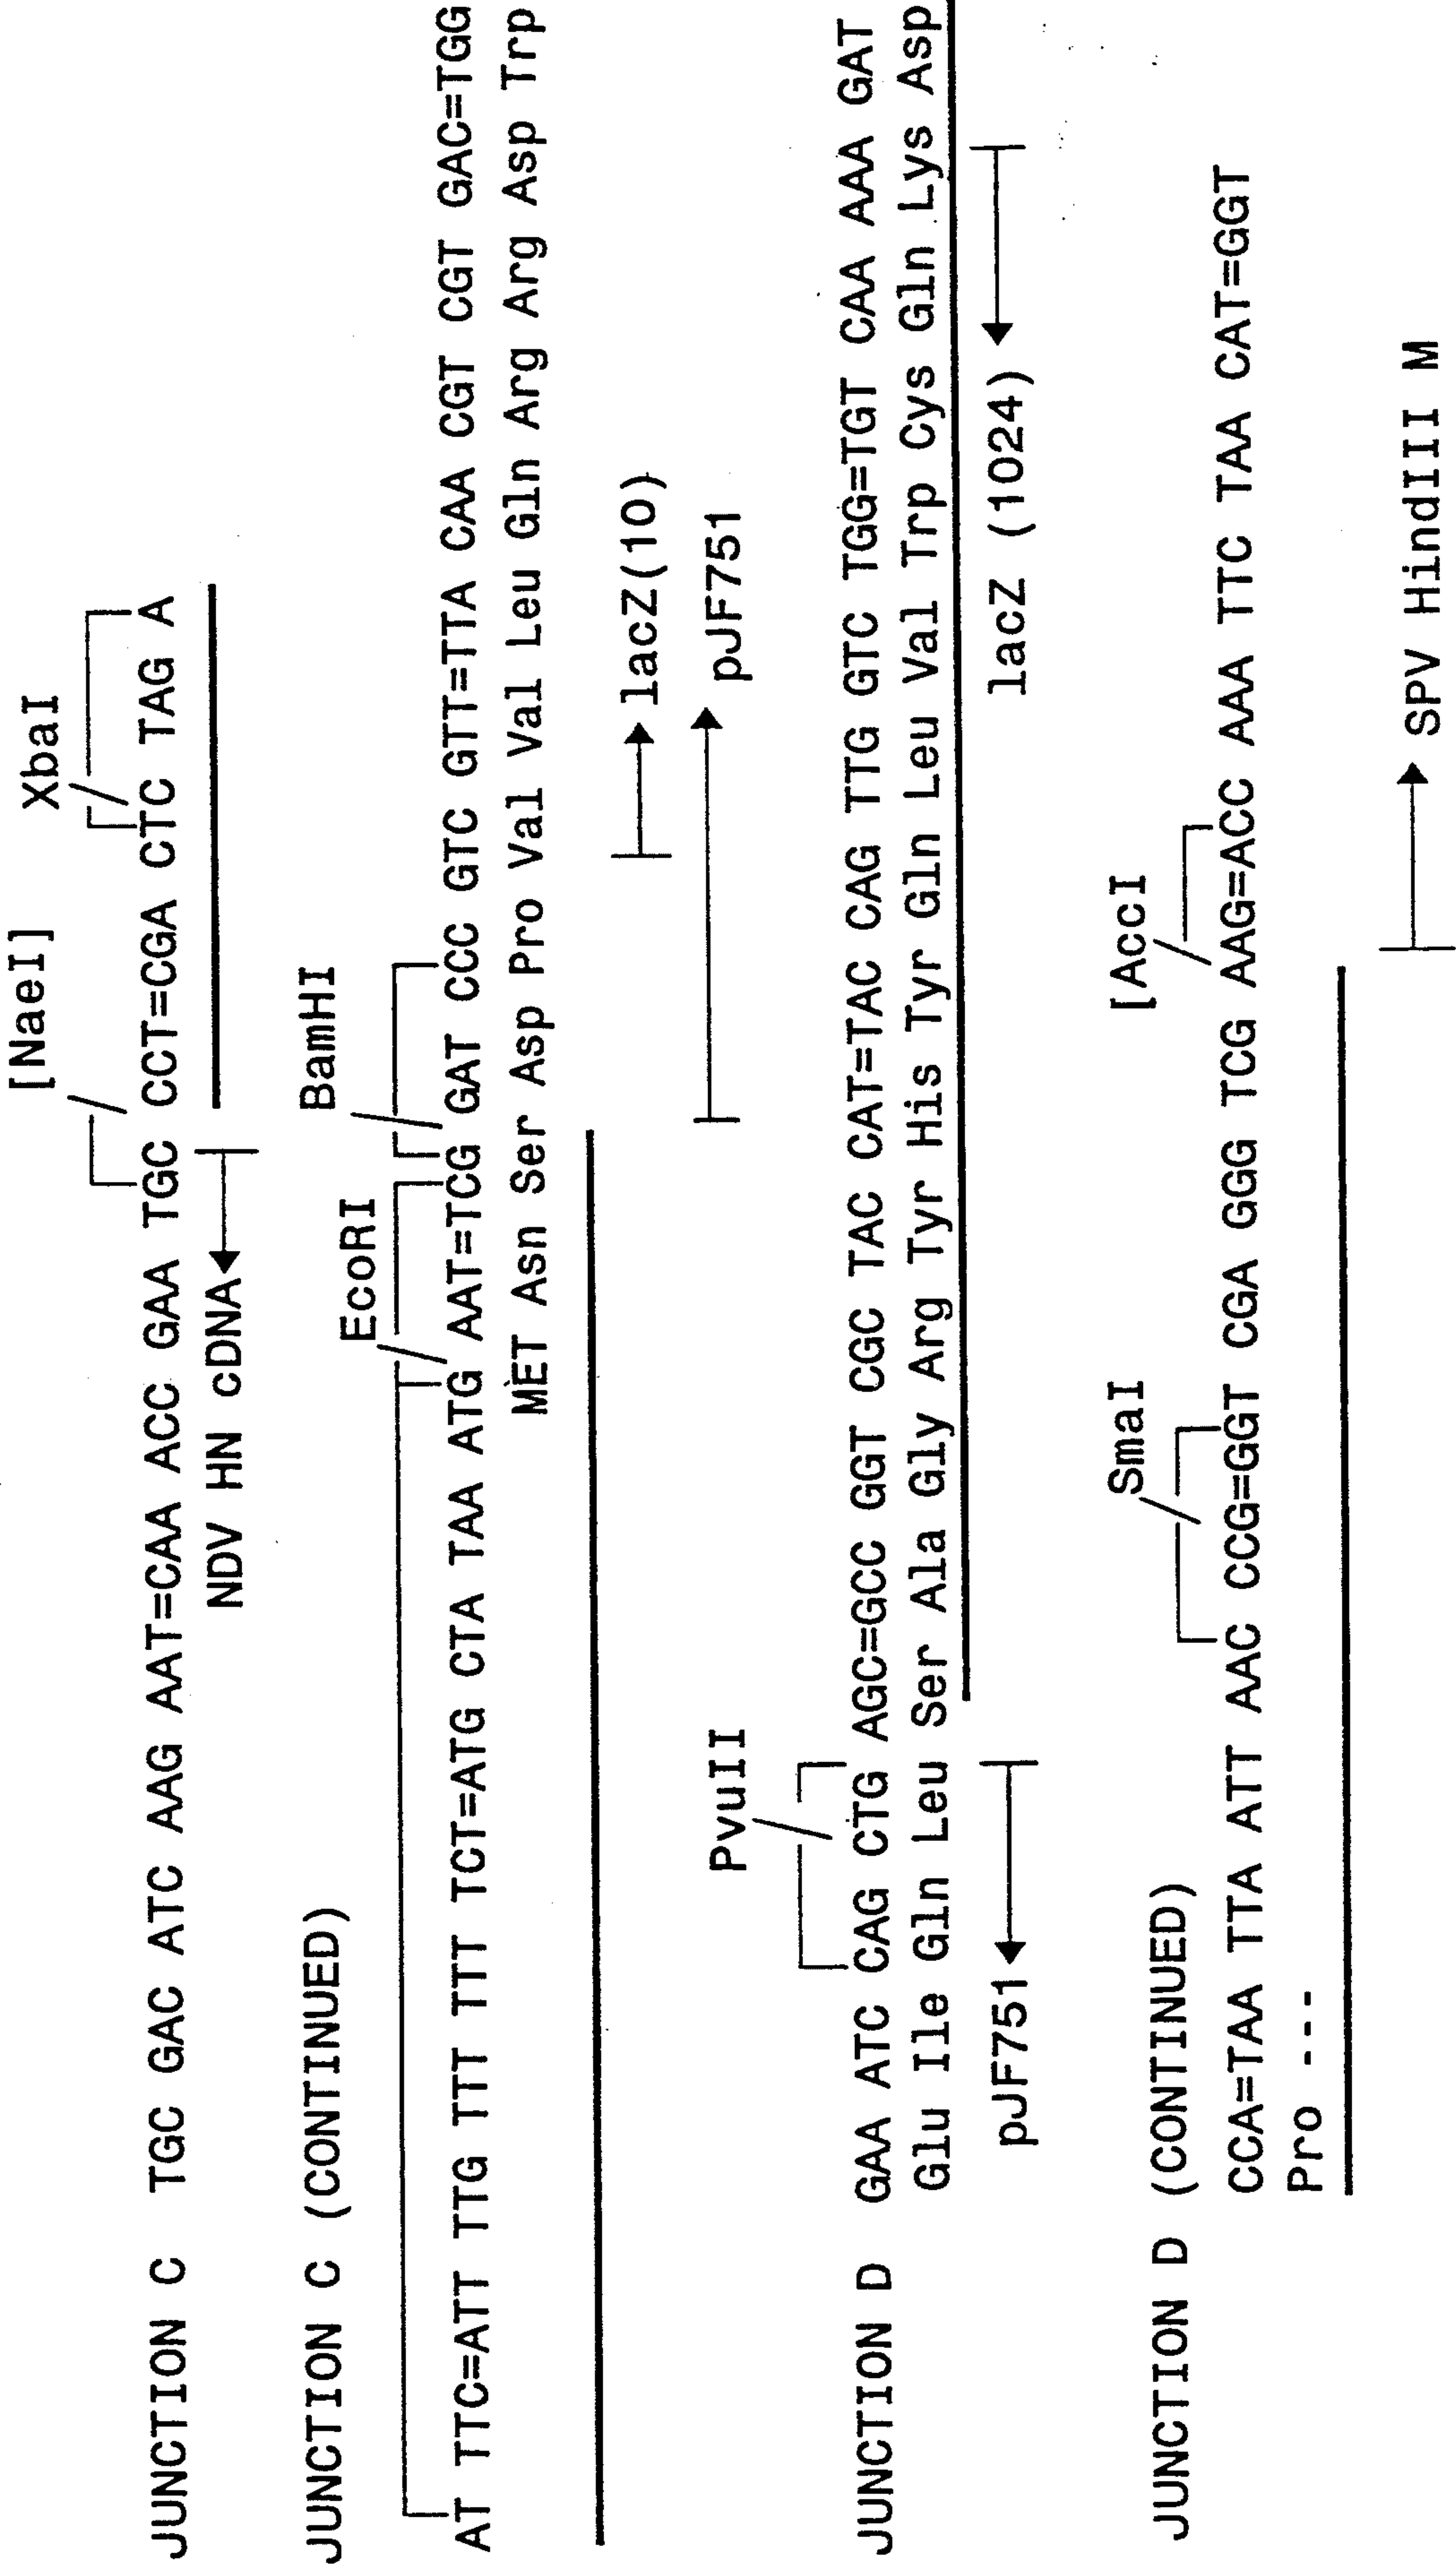 [NaeI] XbaI
JUNCTION C TGC GAC ATC AAG AAT=CAA ACC GAA TGC CCT=CGA CTC TAG A
NDV HN cDNA
JUNCTION C (CONTINUED)
EcoRI BamHI
AT TTC=ATT TTG TTT TTT TCT=ATG CTA TAA ATG AAT=TCG GAT CCC GTC GTT=TTA CAA CGT CGT GAC=TGG
MET Asn Ser Asp Pro Val Val Leu Gln Arg Arg Asp Trp
lacZ(10)
pJF751
PvuII
JUNCTION D GAA ATC CAG CTG AGC=GCC GGT CGC TAC CAT=TAC CAG TTG GTC TGG=TGT CAA AAA GAT
Glu Ile Gln Leu Ser Ala Gly Arg Tyr His Tyr Gln Leu Val Trp Cys Gln Lys Asp
pJF751 lacZ (1024)
JUNCTION D (CONTINUED)
SmaI [AccI
CCA=TAA TTA ATT AAC CCG=GGT CGA GGG TCG AAG=ACC AAA TTC TAA CAT=GGT
Pro ---
SPV HindIII M